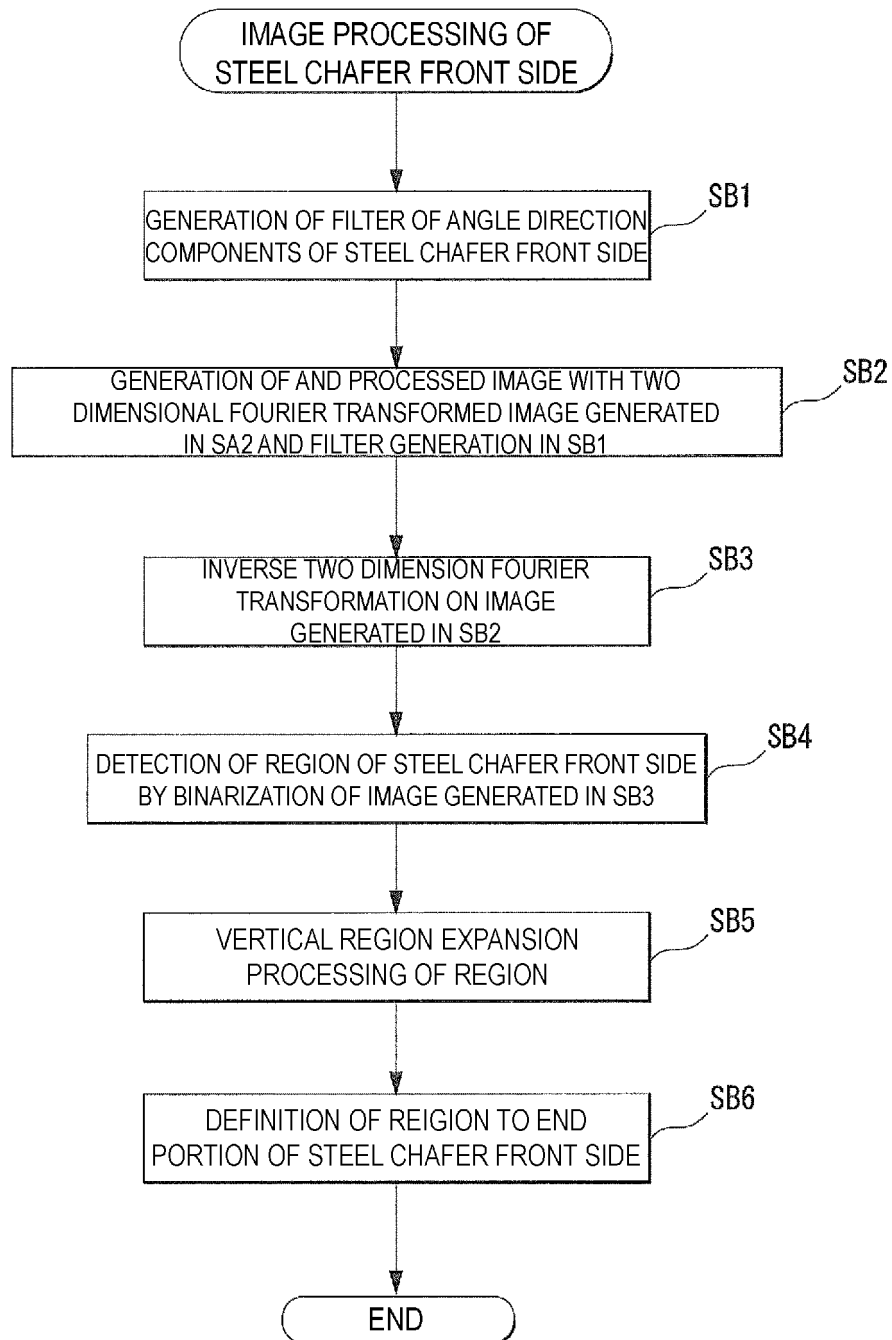 IMAGE PROCESSING OF
STEEL CHAFER FRONT SIDE
SB1
GENERATION OF FILTER OF ANGLE DIRECTION
COMPONENTS OF STEEL CHAFER FRONT SIDE
SB2
GENERATION OF AND PROCESSED IMAGE WITH TWO
DIMENSIONAL FOURIER TRANSFORMED IMAGE GENERATED
IN SA2 AND FILTER GENERATION IN SB1
SB3
INVERSE TWO DIMENSION FOURIER
TRANSFORMATION ON IMAGE
GENERATED IN SB2
SB4
DETECTION OF REGION OF STEEL CHAFER FRONT SIDE
BY BINARIZATION OF IMAGE GENERATED IN SB3
SB5
VERTICAL REGION EXPANSION
PROCESSING OF REGION
SB6
DEFINITION OF REIGION TO END
PORTION OF STEEL CHAFER FRONT SIDE
END